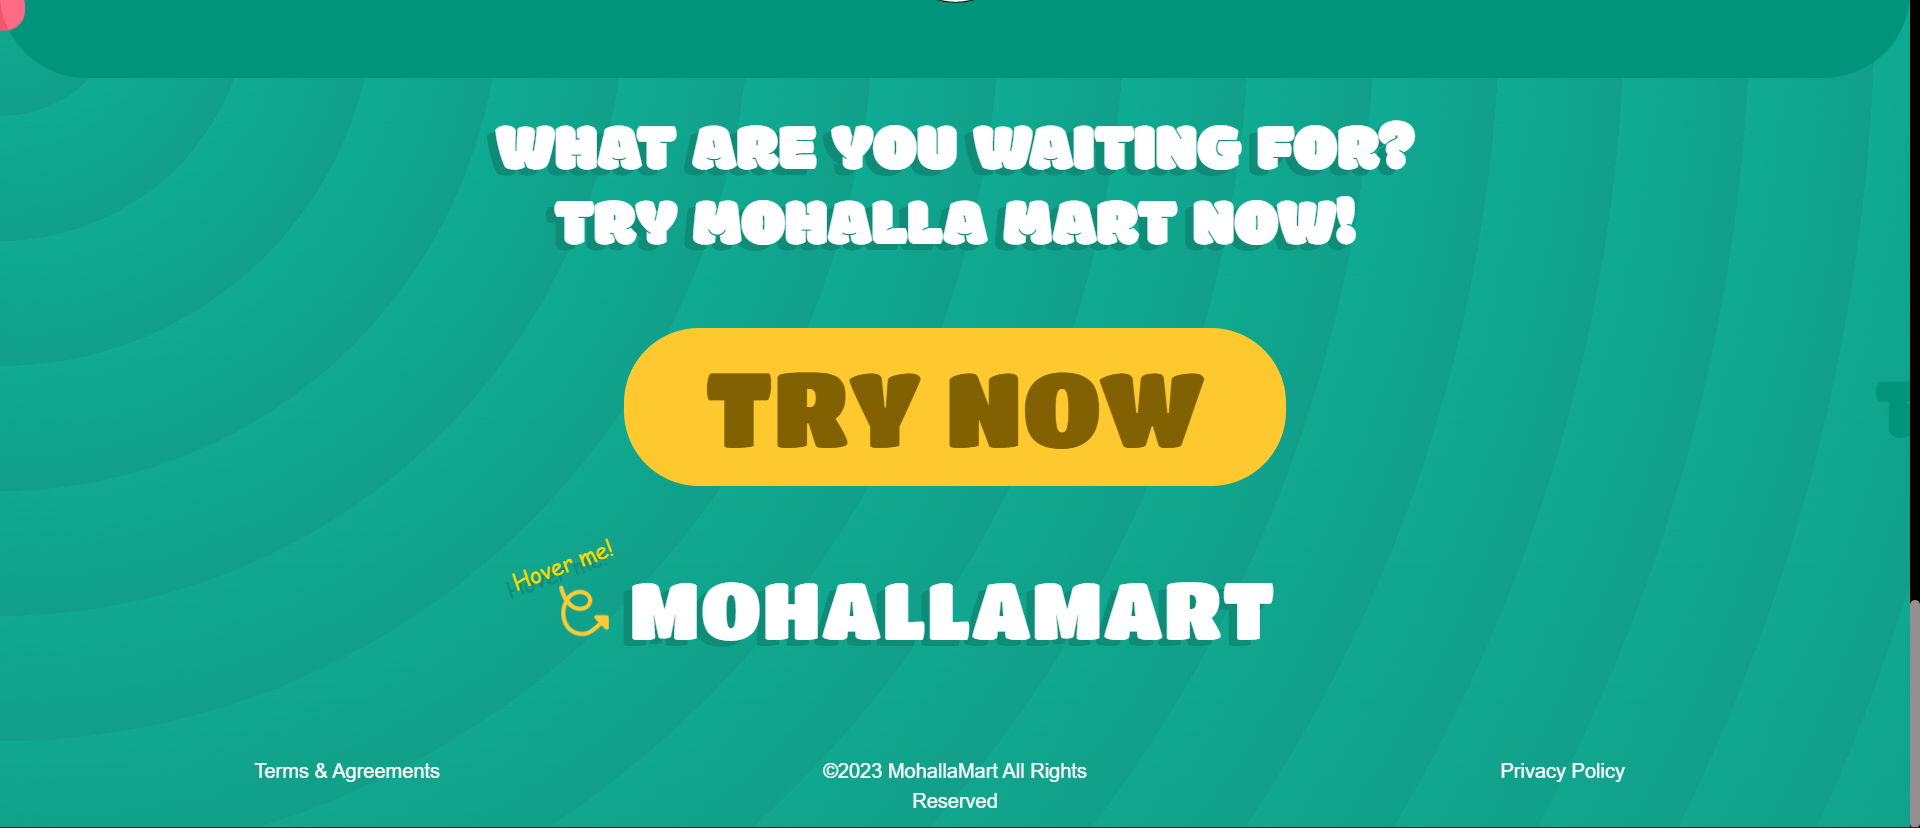 WHAT ARE YOU WAITING FOR?
TRY MOHALLA MART NOW!
TRY NOW
Hover me!
MOHALLAMART
Terms & Agreements
©2023 MohallaMart All Rights
Reserved
Privacy Policy